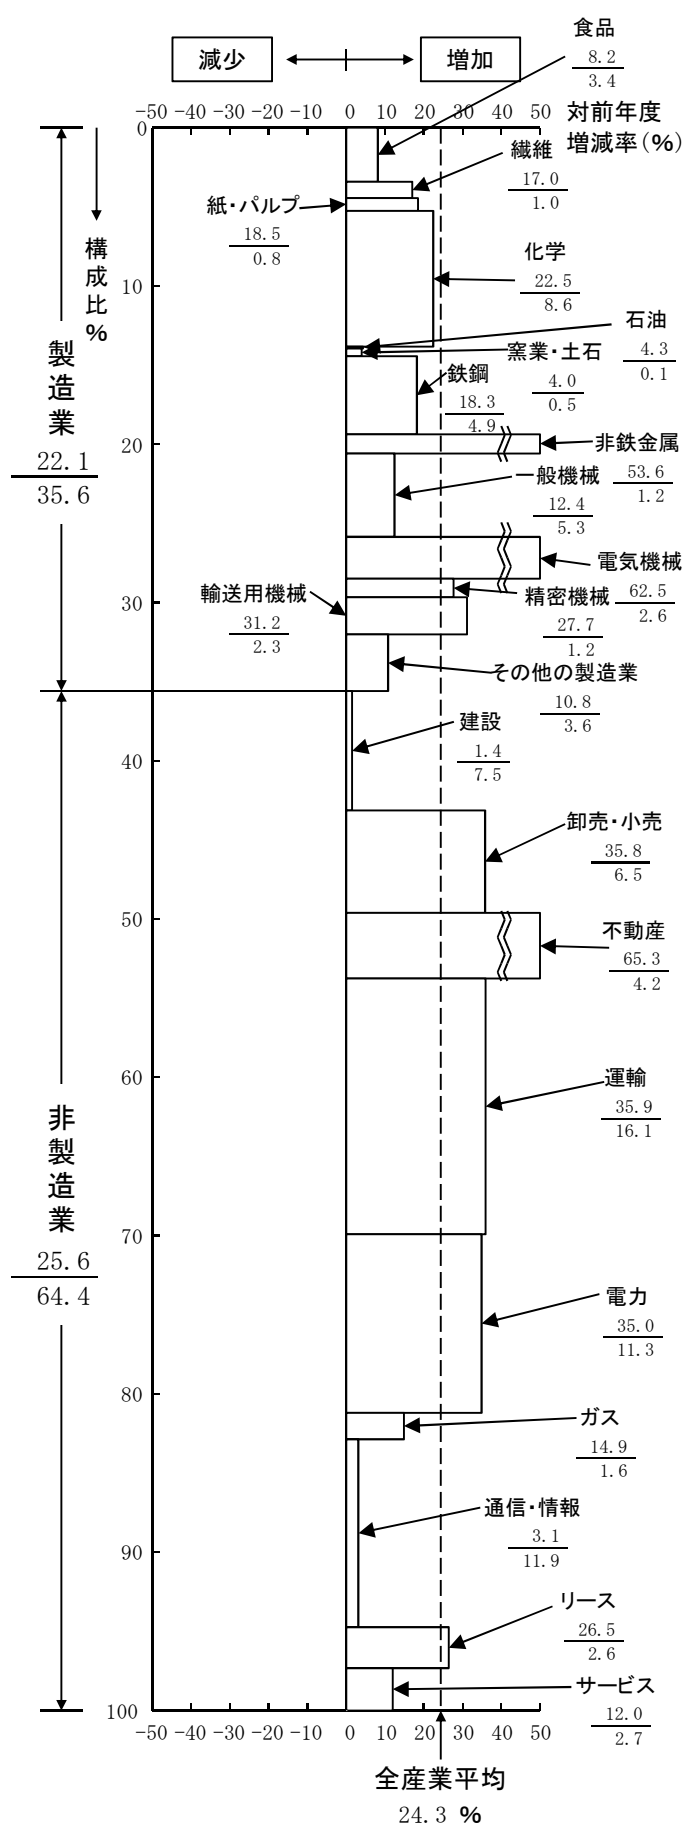 食品
8.2
3.4
減少
増加
-50 -40 -30 -20 -10 0 10 20 30 40 50
対前年度
増減率(%)
0
10
20
30
40
50
60
70
80
90
100
構成比%
製造業
22.1
35.6
非製造業
25.6
64.4
繊維
17.0
1.0
紙・パルプ
18.5
0.8
化学
22.5
8.6
石油
4.3
0.1
窯業・土石
4.0
0.5
鉄鋼
18.3
4.9
非鉄金属
53.6
1.2
一般機械
12.4
5.3
電気機械
62.5
2.6
精密機械
27.7
1.2
輸送用機械
31.2
2.3
その他の製造業
10.8
3.6
建設
1.4
7.5
卸売・小売
35.8
6.5
不動産
65.3
4.2
運輸
35.9
16.1
電力
35.0
11.3
ガス
14.9
1.6
通信・情報
3.1
11.9
リース
26.5
2.6
サービス
12.0
2.7
-50 -40 -30 -20 -10 0 10 20 30 40 50
全産業平均
24.3 %